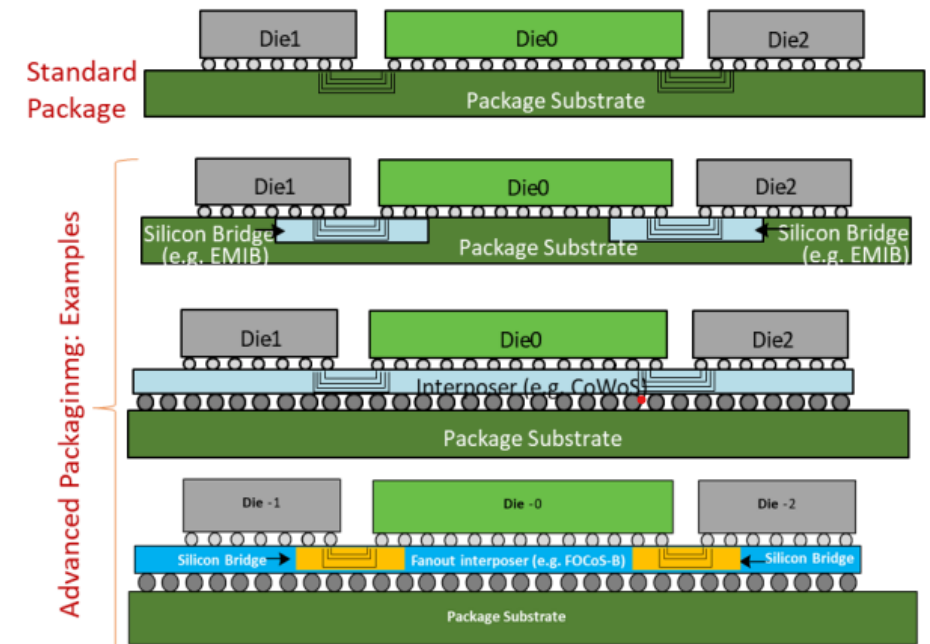 Standard
Package
Die1
Die0
Die2
Package Substrate
Advanced Packaginmg: Examples
Die1
Die0
Die2
Silicon Bridge
(e.g. EMIB)
Package Substrate
Silicon Bridge
(e.g. EMIB)
Die1
Die0
Die2
Interposer (e.g. CoWoS)
Package Substrate
Die -1
Die -0
Die -2
Silicon Bridge
Fanout interposer (e.g. FOCoS-B)
Silicon Bridge
Package Substrate